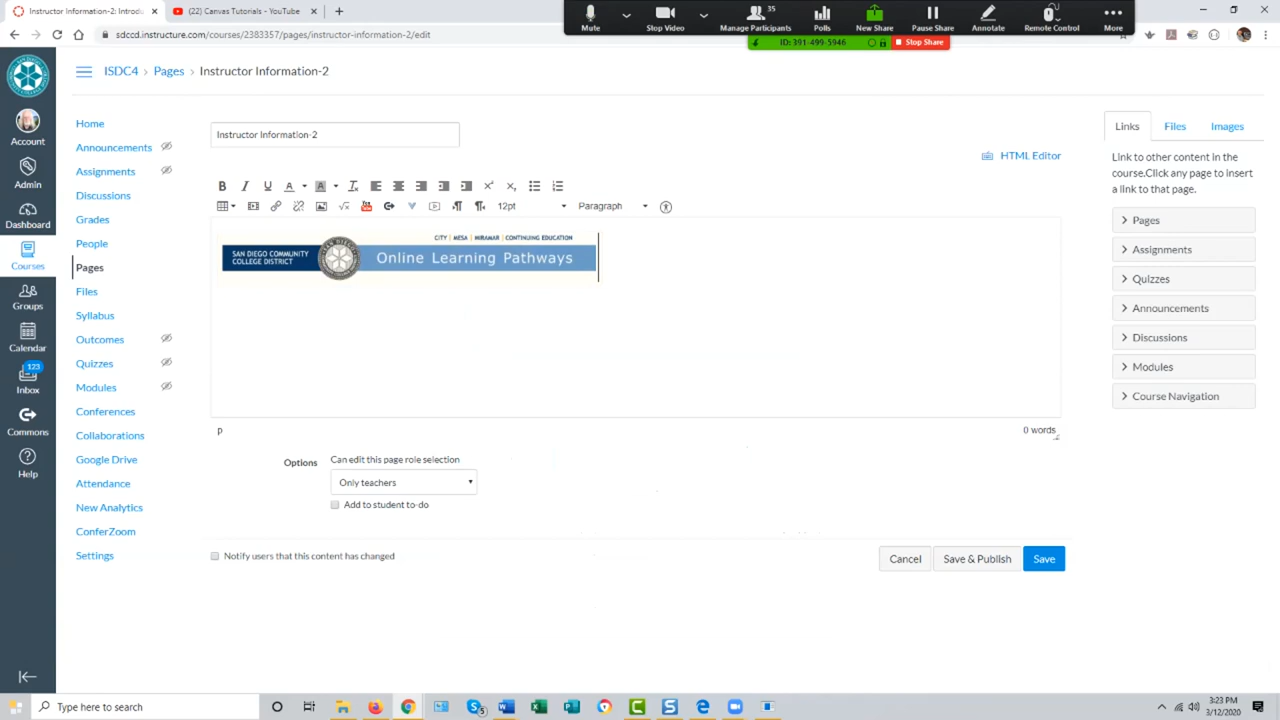 Instructor Information-2: Introdu
(22) Canvas Tutorials - YouTube
Mute
Stop Video
35
Manage Participants
Polls
New Share
Pause Share
Annotate
Remote Control
More
ID: 391-499-5946
Stop Share
sdccd.instructure.com/courses/2383357/pages/instructor-information-2/edit
ISDC4 › Pages › Instructor Information-2
Account
Admin
Dashboard
Courses
Groups
Calendar
123
Inbox
Commons
Help
Home
Announcements
Assignments
Discussions
Grades
People
Pages
Files
Syllabus
Outcomes
Quizzes
Modules
Conferences
Collaborations
Google Drive
Attendance
New Analytics
ConferZoom
Settings
Instructor Information-2
HTML Editor
12pt
Paragraph
CITY | MESA | MIRAMAR | CONTINUING EDUCATION
SAN DIEGO COMMUNITY
COLLEGE DISTRICT
Online Learning Pathways
p
0 words
Options
Can edit this page role selection
Only teachers
Add to student to-do
Notify users that this content has changed
Cancel
Save & Publish
Save
Links
Files
Images
Link to other content in the
course.Click any page to insert
a link to that page.
Pages
Assignments
Quizzes
Announcements
Discussions
Modules
Course Navigation
Type here to search
3:23 PM
3/12/2020